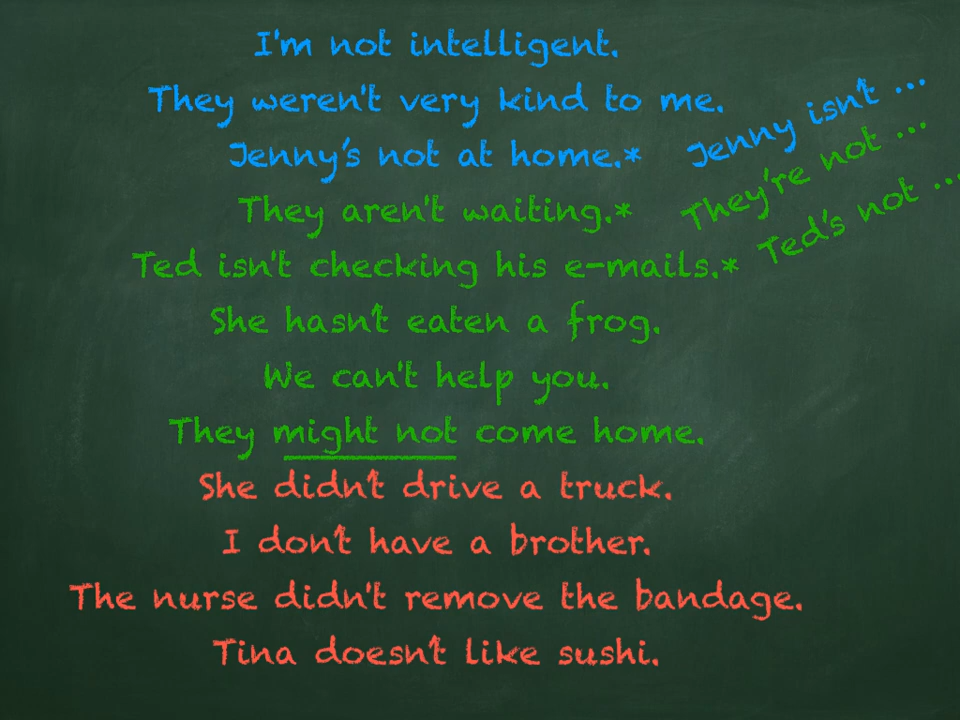 I'm not intelligent.
They weren't very kind to me.
Jenny's not at home.*
Jenny isn't ...
They aren't waiting.*
They're not ...
Ted isn't checking his e-mails.*
Ted's not ...
She hasn't eaten a frog.
We can't help you.
They might not come home.
She didn't drive a truck.
I don't have a brother.
The nurse didn't remove the bandage.
Tina doesn't like sushi.